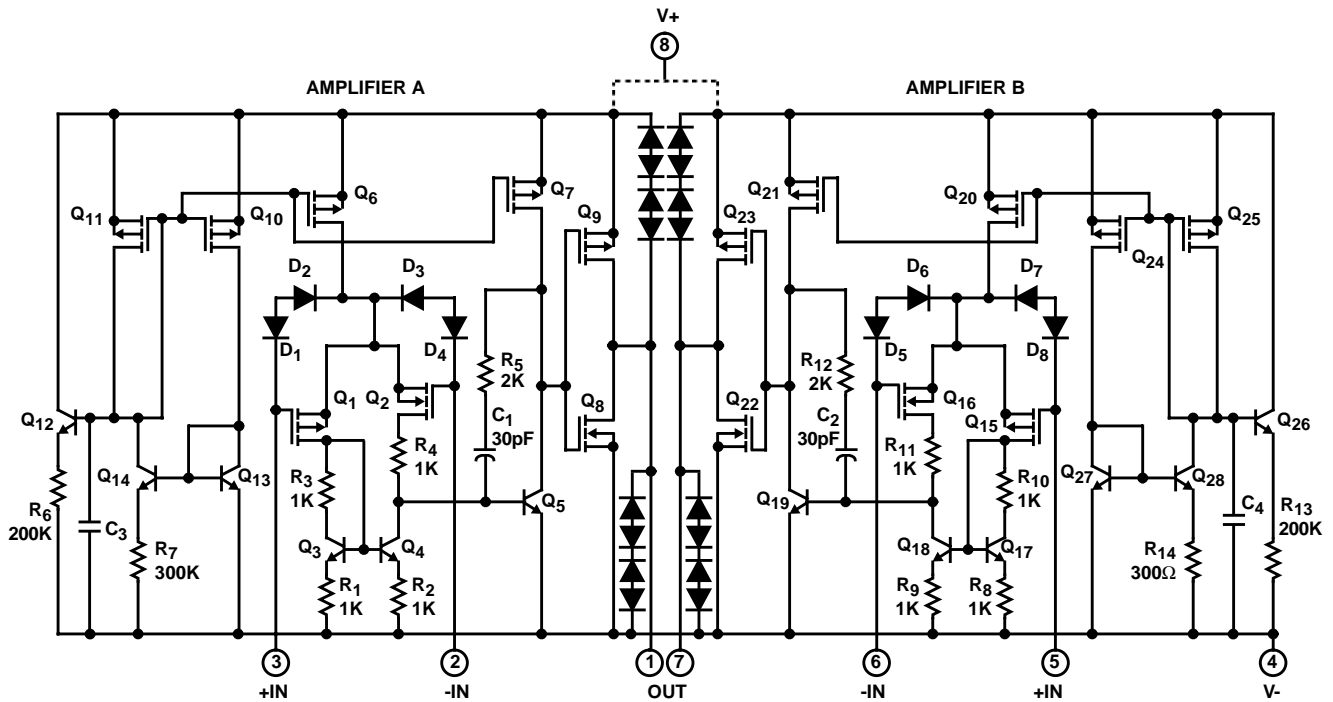 V+
8
AMPLIFIER A
AMPLIFIER B
Q6
Q7
Q21
Q20
Q11
Q10
Q9
Q23
Q24
Q25
D2
D3
D6
D7
D1
D4
D5
D8
R5
2K
R12
2K
Q1
Q2
C1
30pF
Q8
Q22
C2
30pF
Q16
Q15
Q12
Q26
R4
1K
R11
1K
Q14
Q13
R3
1K
Q5
Q19
R10
1K
Q27
Q28
R6
200K
C3
R7
300K
Q3
Q4
Q18
Q17
R14
300Ω
C4
R13
200K
R1
1K
R2
1K
R9
1K
R8
1K
3
2
1
7
6
5
4
+IN
-IN
OUT
-IN
+IN
V-